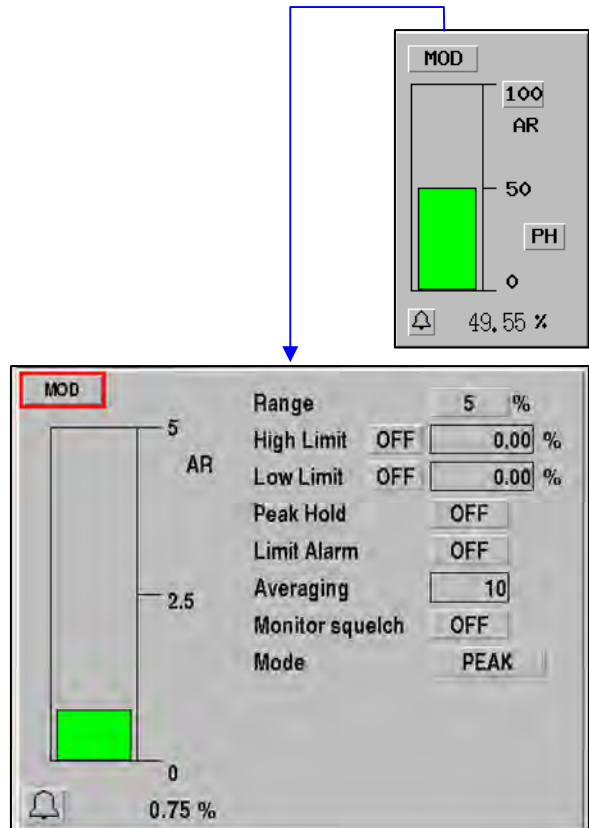 MOD
100
AR
50
PH
0
49.55 %
MOD
5
AR
2.5
0
0.75 %
Range 5 %
High Limit OFF 0.00 %
Low Limit OFF 0.00 %
Peak Hold OFF
Limit Alarm OFF
Averaging 10
Monitor squelch OFF
Mode PEAK